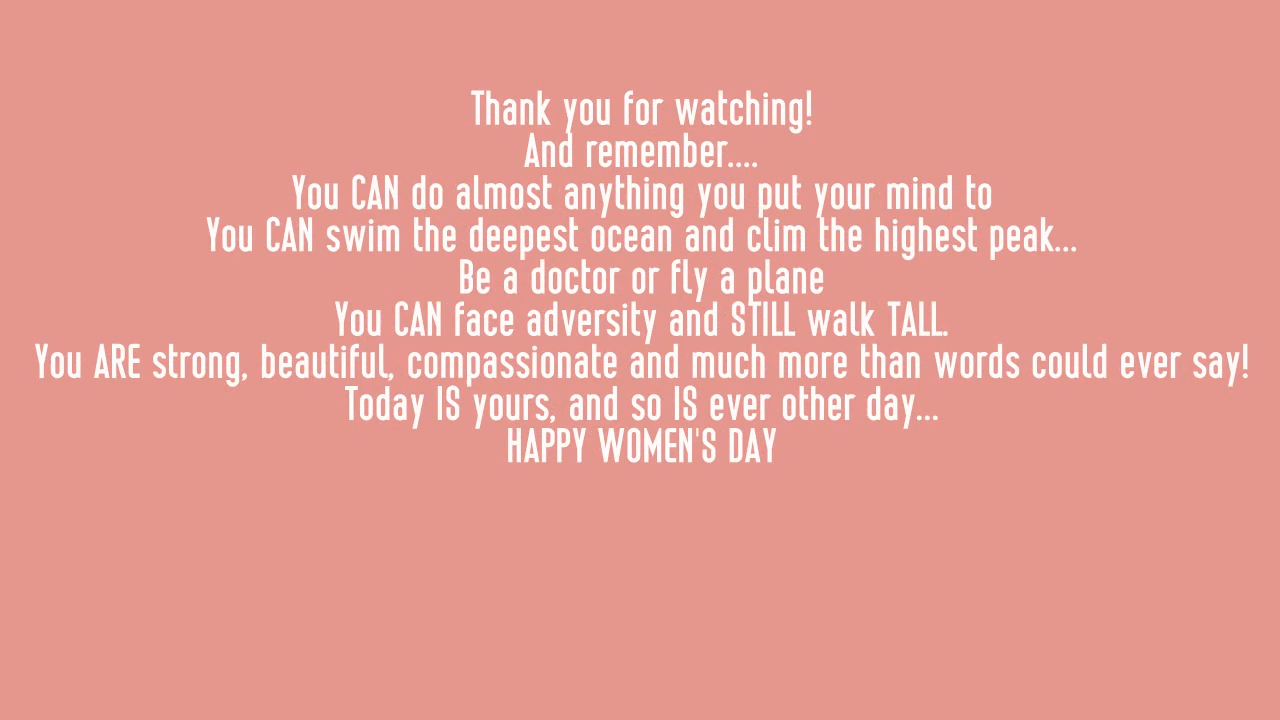 Thank you for watching!
And remember....
You CAN do almost anything you put your mind to
You CAN swim the deepest ocean and clim the highest peak...
Be a doctor or fly a plane
You CAN face adversity and STILL walk TALL.
You ARE strong, beautiful, compassionate and much more than words could ever say!
Today IS yours, and so IS ever other day...
HAPPY WOMEN'S DAY